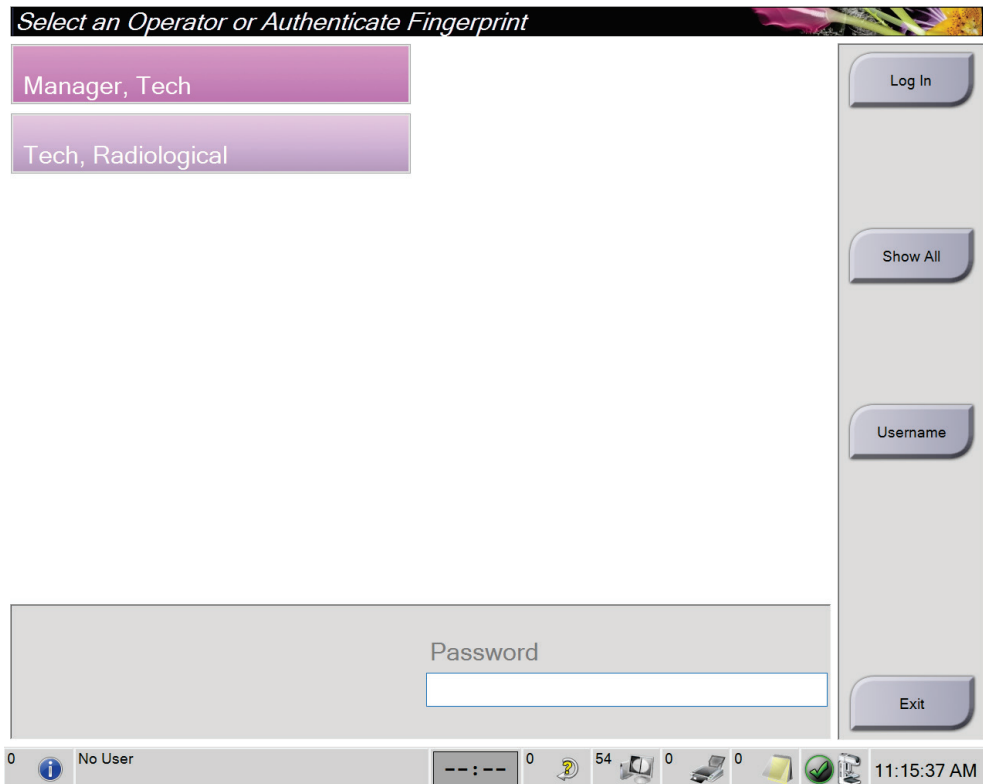 Select an Operator or Authenticate Fingerprint
Manager, Tech
Log In
Tech, Radiological
Show All
Username
Password
Exit
0 No User --:-- 0 54 0 0 11:15:37 AM